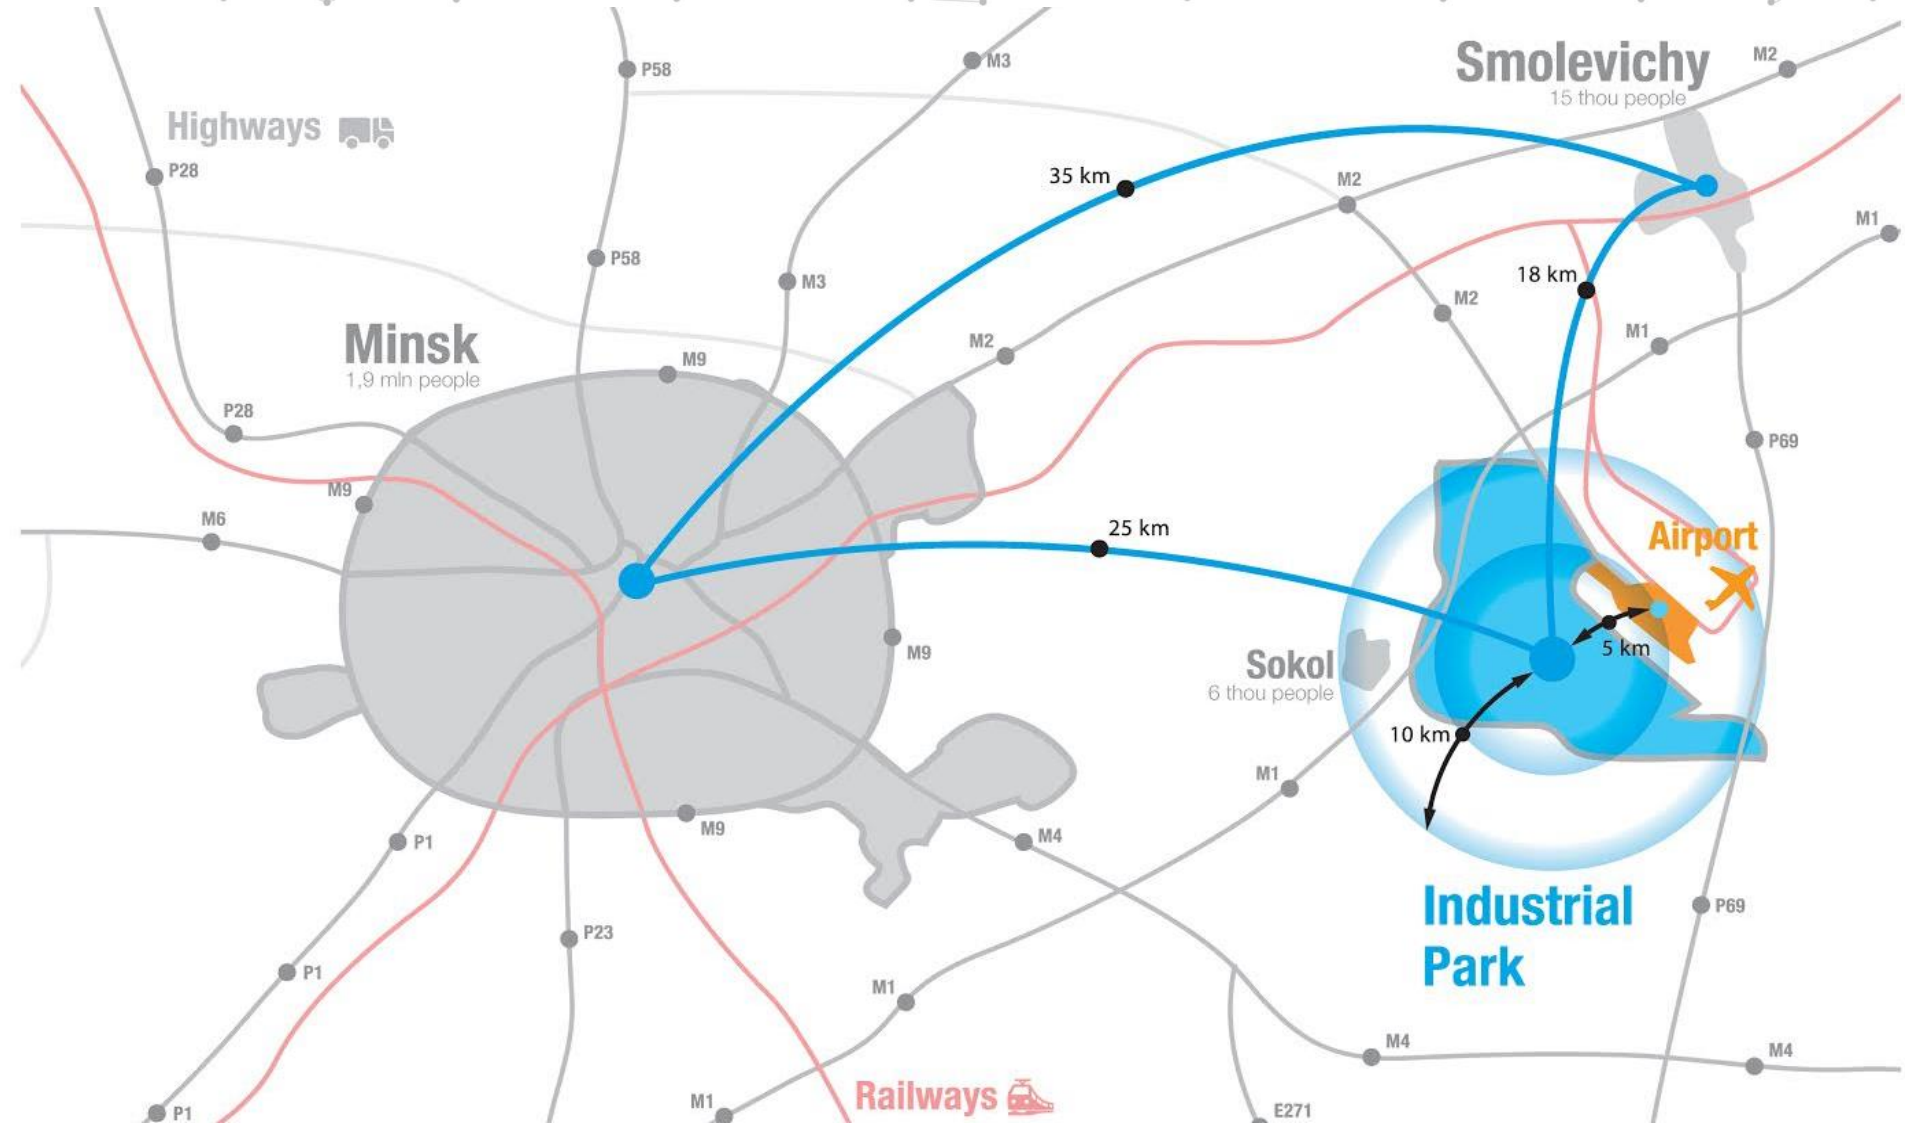 P58
M3
Smolevichy
15 thou people
M2
Highways
P28
35 km
M2
M1
P58
M3
18 km
M2
Minsk
1,9 mln people
M9
M2
M1
P28
P69
M9
M6
25 km
Airport
M9
5 km
Sokol
6 thou people
10 km
M1
P1
M9
M4
Industrial
Park
P23
P69
P1
M1
M4
M4
Railways
M1
P1
E271